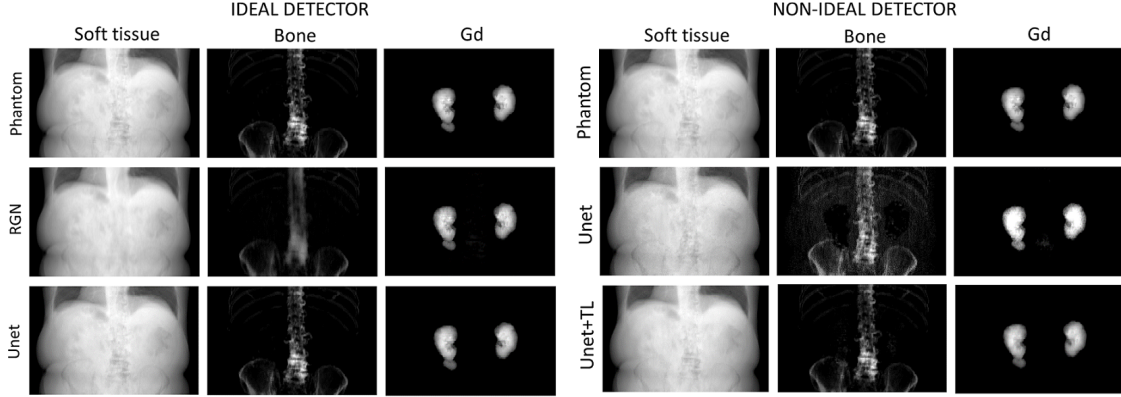 IDEAL DETECTOR
Soft tissue Bone Gd
Phantom
RGN
Unet
NON-IDEAL DETECTOR
Soft tissue Bone Gd
Phantom
Unet
Unet+TL